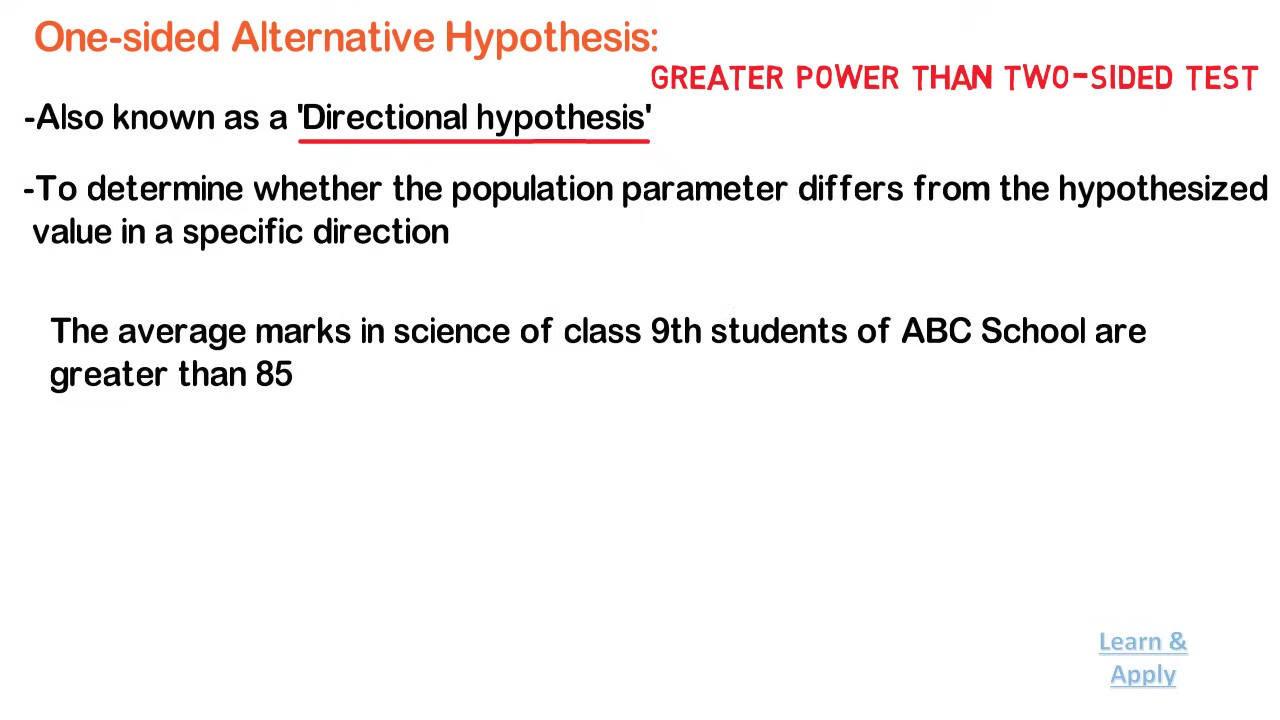 One-sided Alternative Hypothesis:
GREATER POWER THAN TWO-SIDED TEST
-Also known as a 'Directional hypothesis'
-To determine whether the population parameter differs from the hypothesized
value in a specific direction
The average marks in science of class 9th students of ABC School are
greater than 85
Learn &
Apply